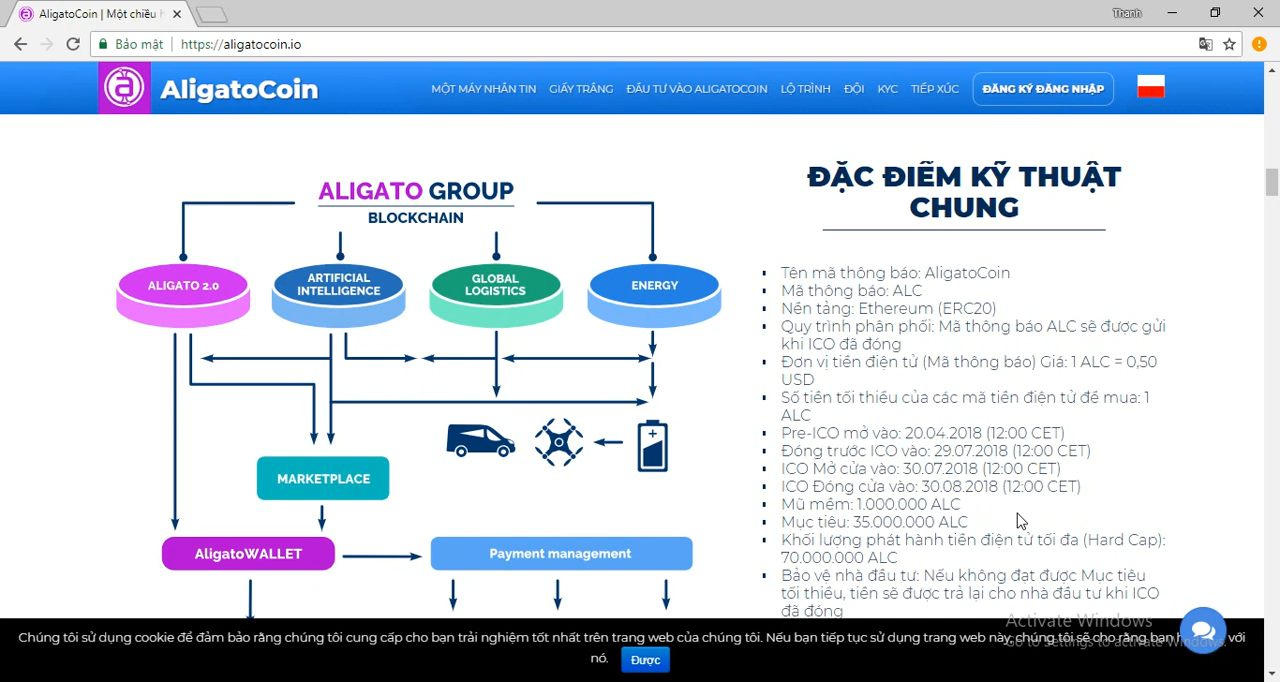 AligatoCoin | Một chiều h
Thanh
Bảo mật
https://aligatocoin.io
AligatoCoin
MỘT MÁY NHÂN TIN
GIẤY TRẮNG
ĐẦU TƯ VÀO ALIGATOCOIN
LỘ TRÌNH
ĐỘI
KYC
TIẾP XÚC
ĐĂNG KÝ ĐĂNG NHẬP
ALIGATO GROUP
BLOCKCHAIN
ALIGATO 2.0
ARTIFICIAL
INTELLIGENCE
GLOBAL
LOGISTICS
ENERGY
MARKETPLACE
AligatoWALLET
Payment management
ĐẶC ĐIỂM KỸ THUẬT
CHUNG
Tên mã thông báo: AligatoCoin
Mã thông báo: ALC
Nền tảng: Ethereum (ERC20)
Quy trình phân phối: Mã thông báo ALC sẽ được gửi
khi ICO đã đóng
Đơn vị tiền điện tử (Mã thông báo) Giá: 1 ALC = 0,50
USD
Số tiền tối thiểu của các mã tiền điện tử để mua: 1
ALC
Pre-ICO mở vào: 20.04.2018 (12:00 CET)
Đóng trước ICO vào: 29.07.2018 (12:00 CET)
ICO Mở cửa vào: 30.07.2018 (12:00 CET)
ICO Đóng cửa vào: 30.08.2018 (12:00 CET)
Mũ mềm: 1.000.000 ALC
Mục tiêu: 35.000.000 ALC
Khối lượng phát hành tiền điện tử tối đa (Hard Cap):
70.000.000 ALC
Bảo vệ nhà đầu tư: Nếu không đạt được Mục tiêu
tối thiểu, tiền sẽ được trả lại cho nhà đầu tư khi ICO
đã đóng
Activate Windows
Go to Settings to activate Windows.
Chúng tôi sử dụng cookie để đảm bảo rằng chúng tôi cung cấp cho bạn trải nghiệm tốt nhất trên trang web của chúng tôi. Nếu bạn tiếp tục sử dụng trang web này, chúng tôi sẽ cho rằng bạn với
nó.
Được